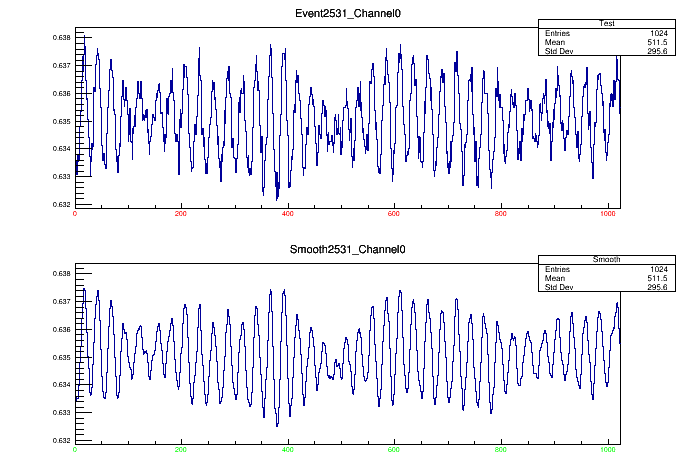 Event2531_Channel0
Test
Entries 1024
Mean 511.5
Std Dev 295.6
0.638
0.637
0.636
0.635
0.634
0.633
0.632
0 200 400 600 800 1000
Smooth2531_Channel0
Smooth
Entries 1024
Mean 511.5
Std Dev 295.6
0.638
0.637
0.636
0.635
0.634
0.633
0.632
0 200 400 600 800 1000